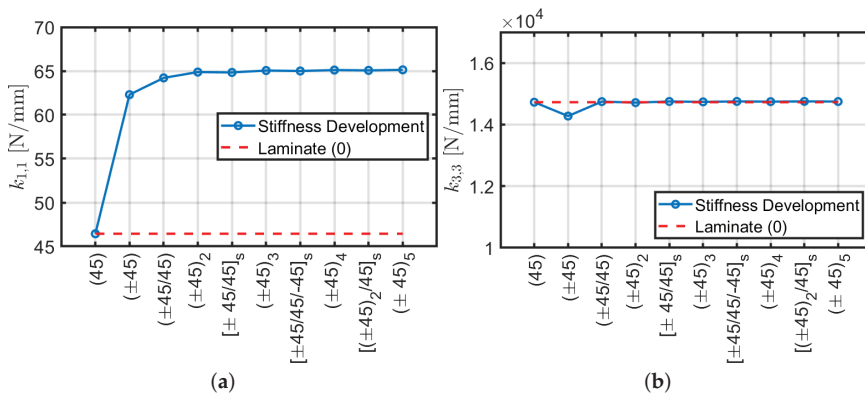 70
65
60
55
50
45
k1,1 [N/mm]
Stiffness Development
Laminate (0)
(45)
(±45)
(±45/45)
(±45)2
[± 45/45]s
(±45)3
[±45/45/-45]s
(±45)4
[(±45)2/45]s
(± 45)5
(a)
×10⁴
1.6
1.4
1.2
1
k3,3 [N/mm]
Stiffness Development
Laminate (0)
(45)
(±45)
(±45/45)
(±45)2
[± 45/45]s
(±45)3
[±45/45/-45]s
(±45)4
[(±45)2/45]s
(± 45)5
(b)